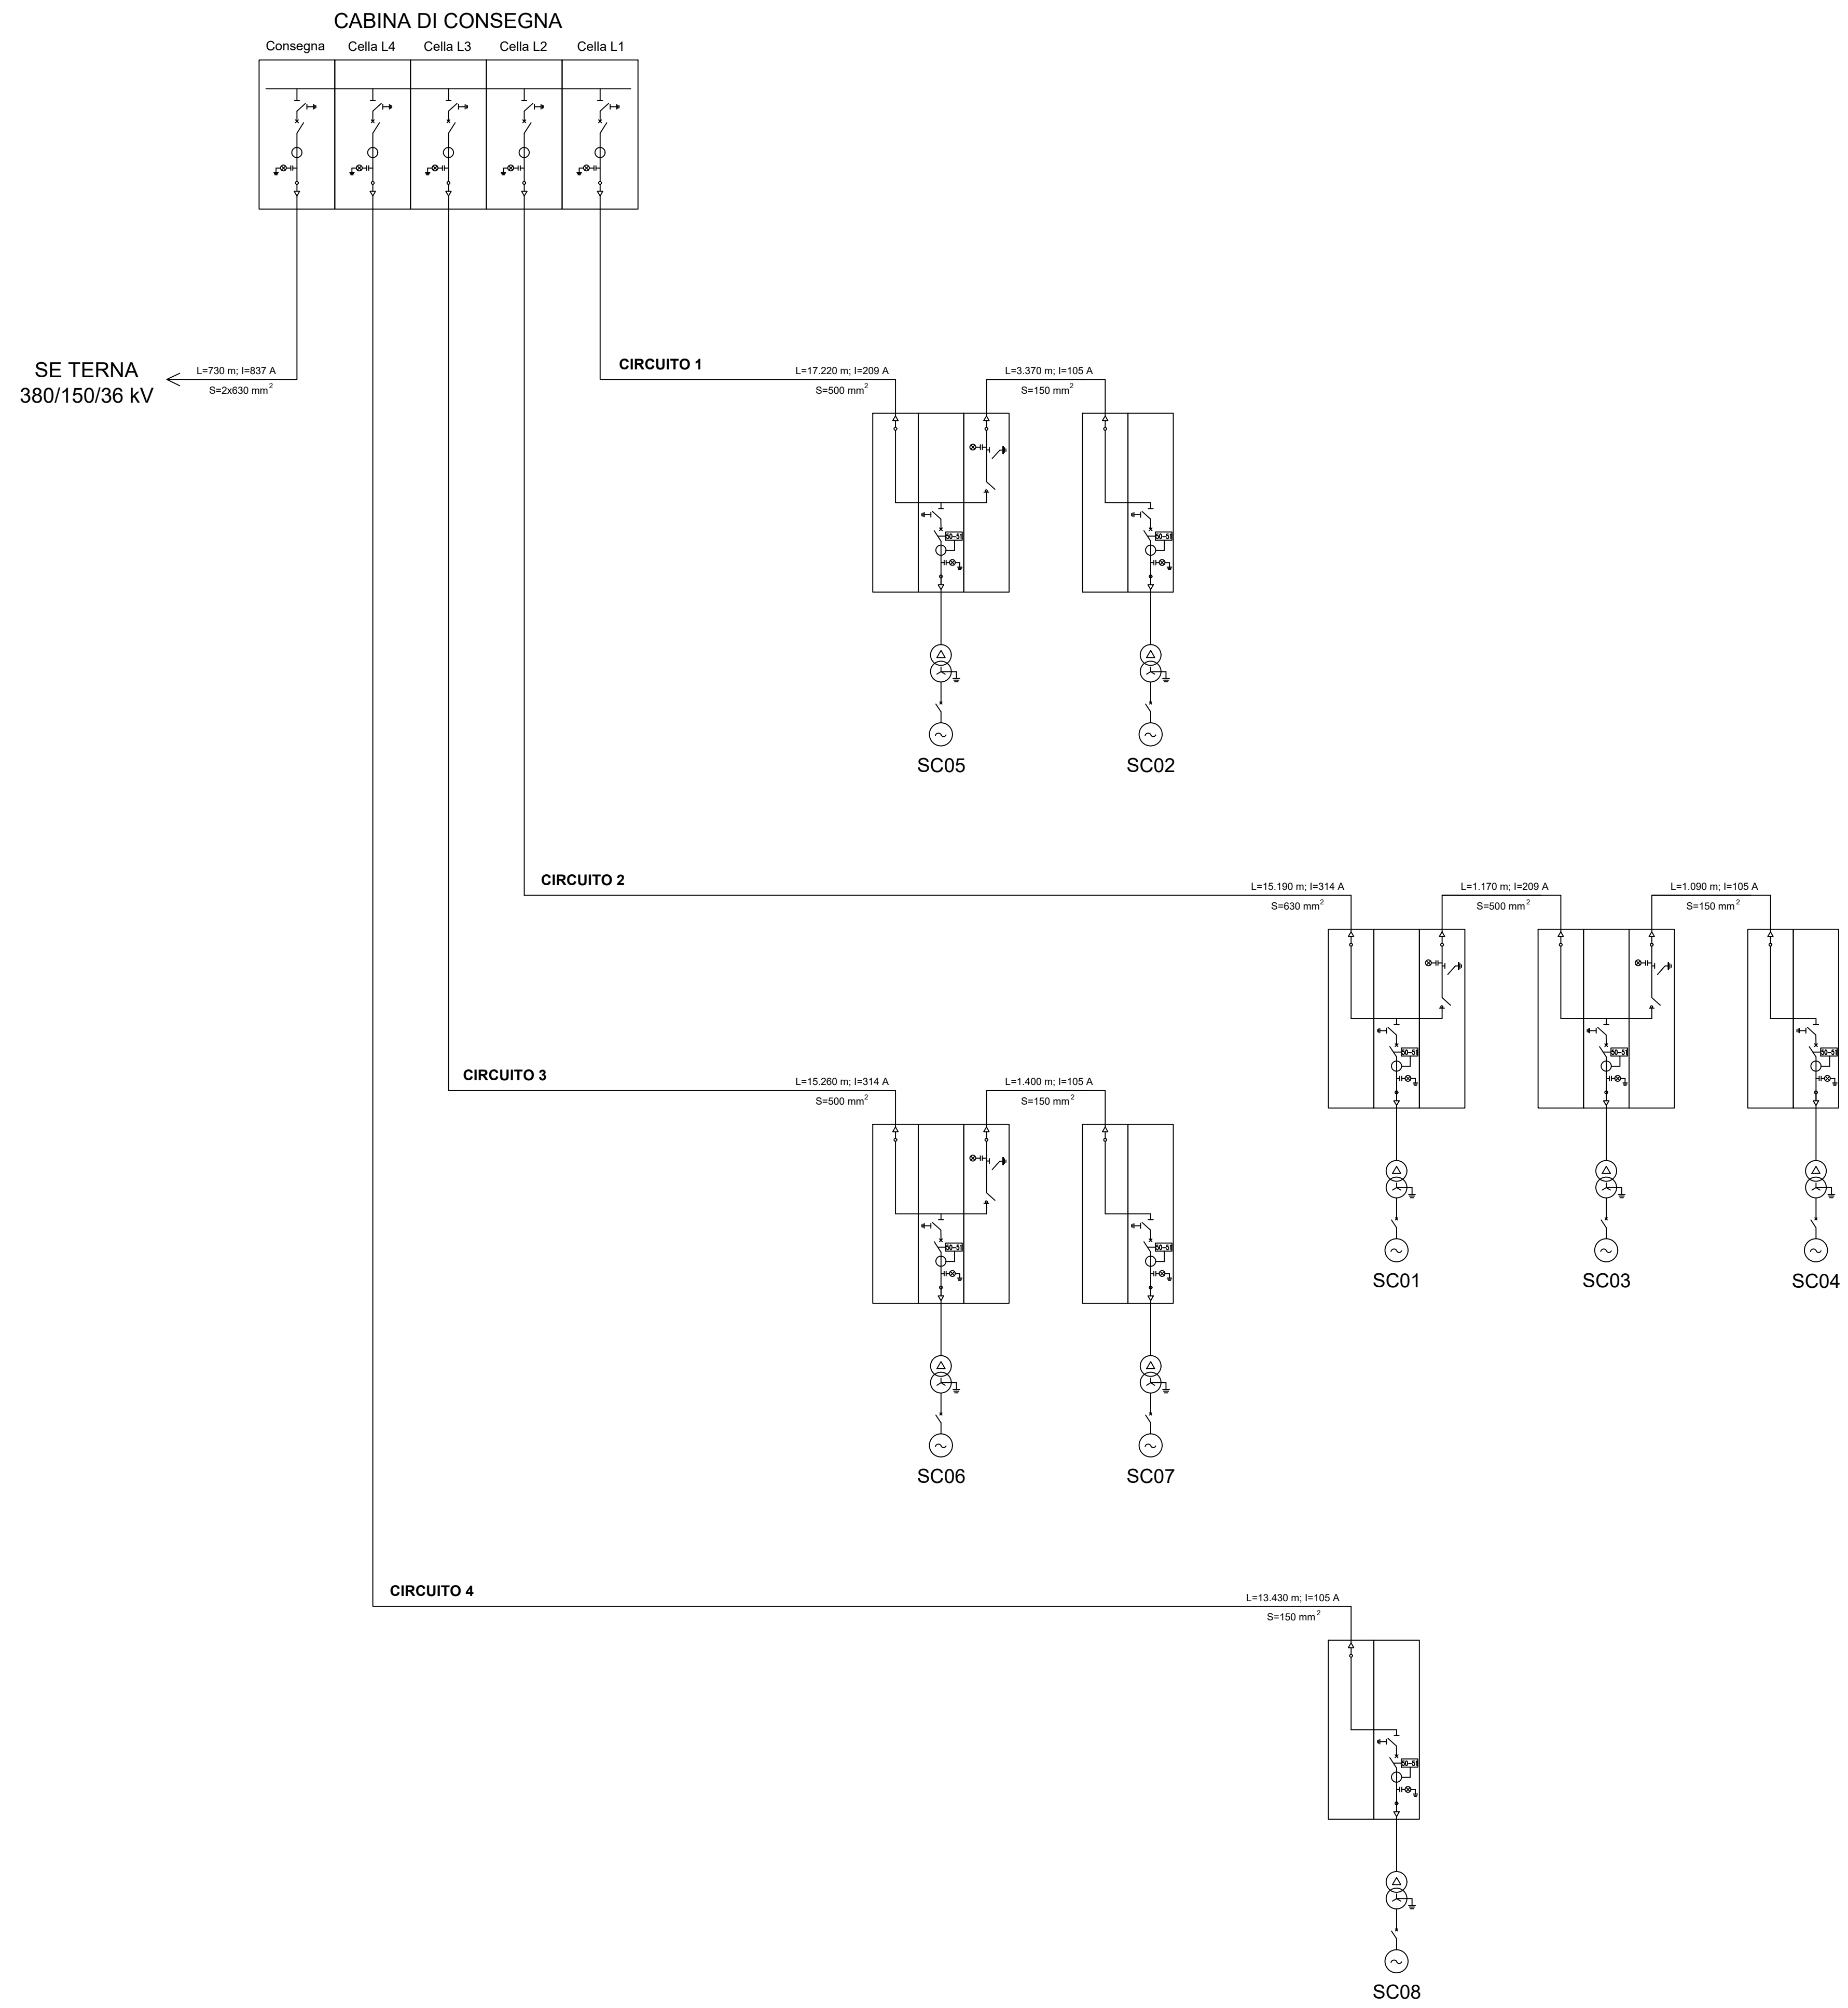 CABINA DI CONSEGNA
Consegna Cella L4 Cella L3 Cella L2 Cella L1
SE TERNA
380/150/36 kV
L=730 m; I=837 A
S=2x630 mm²
CIRCUITO 1
L=17.220 m; I=209 A
S=500 mm²
L=3.370 m; I=105 A
S=150 mm²
50-51
50-51
SC05
SC02
CIRCUITO 2
L=15.190 m; I=314 A
S=630 mm²
L=1.170 m; I=209 A
S=500 mm²
L=1.090 m; I=105 A
S=150 mm²
50-51
50-51
50-51
SC01
SC03
SC04
CIRCUITO 3
L=15.260 m; I=314 A
S=500 mm²
L=1.400 m; I=105 A
S=150 mm²
50-51
50-51
SC06
SC07
CIRCUITO 4
L=13.430 m; I=105 A
S=150 mm²
50-51
SC08